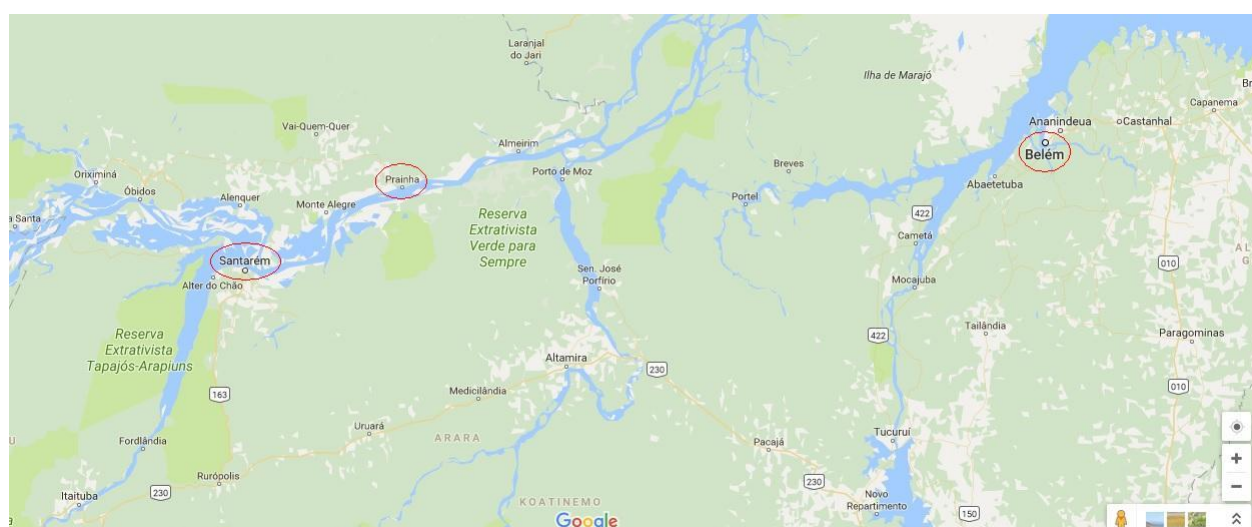 Laranjal
do Jari
Ilha de Marajó
Br
Capanema
Vai-Quem-Quer
Ananindeua
Castanhal
Belém
Almeirim
Oriximiná
Óbidos
Prainha
Porto de Moz
Breves
Abaetetuba
Alenquer
Monte Alegre
Portel
a Santa
Reserva
Extrativista
Verde para
Sempre
422
Cametá
Santarém
Alter do Chão
Sen. José
Porfírio
Mocajuba
010
AL
G
Reserva
Extrativista
Tapajós-Arapiuns
Tailândia
422
Paragominas
Altamira
230
163
Medicilândia
010
Uruará
ARARA
Fordlândia
Pacajá
Tucuruí
Rurópolis
230
Itaituba
230
Novo
Repartimento
KOATINEMO
150
Google
U
a